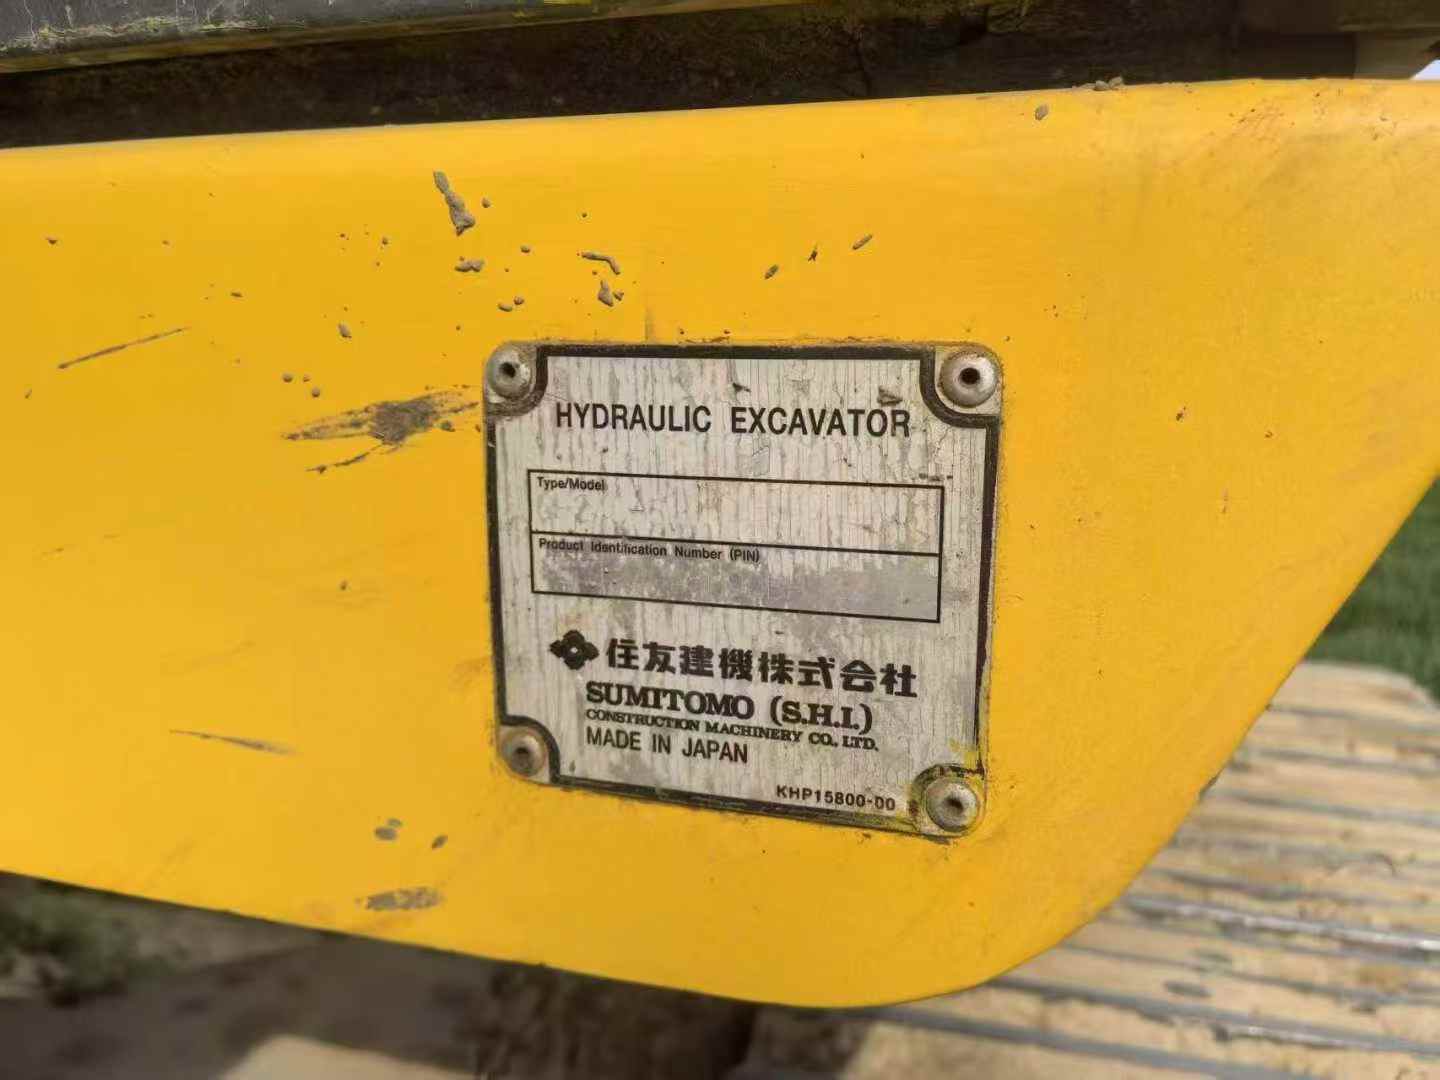 HYDRAULIC EXCAVATOR
Type/Model
Product Identification Number (PIN)
住友建機株式会社
SUMITOMO (S.H.I.)
CONSTRUCTION MACHINERY CO., LTD.
MADE IN JAPAN
KHP15800-00